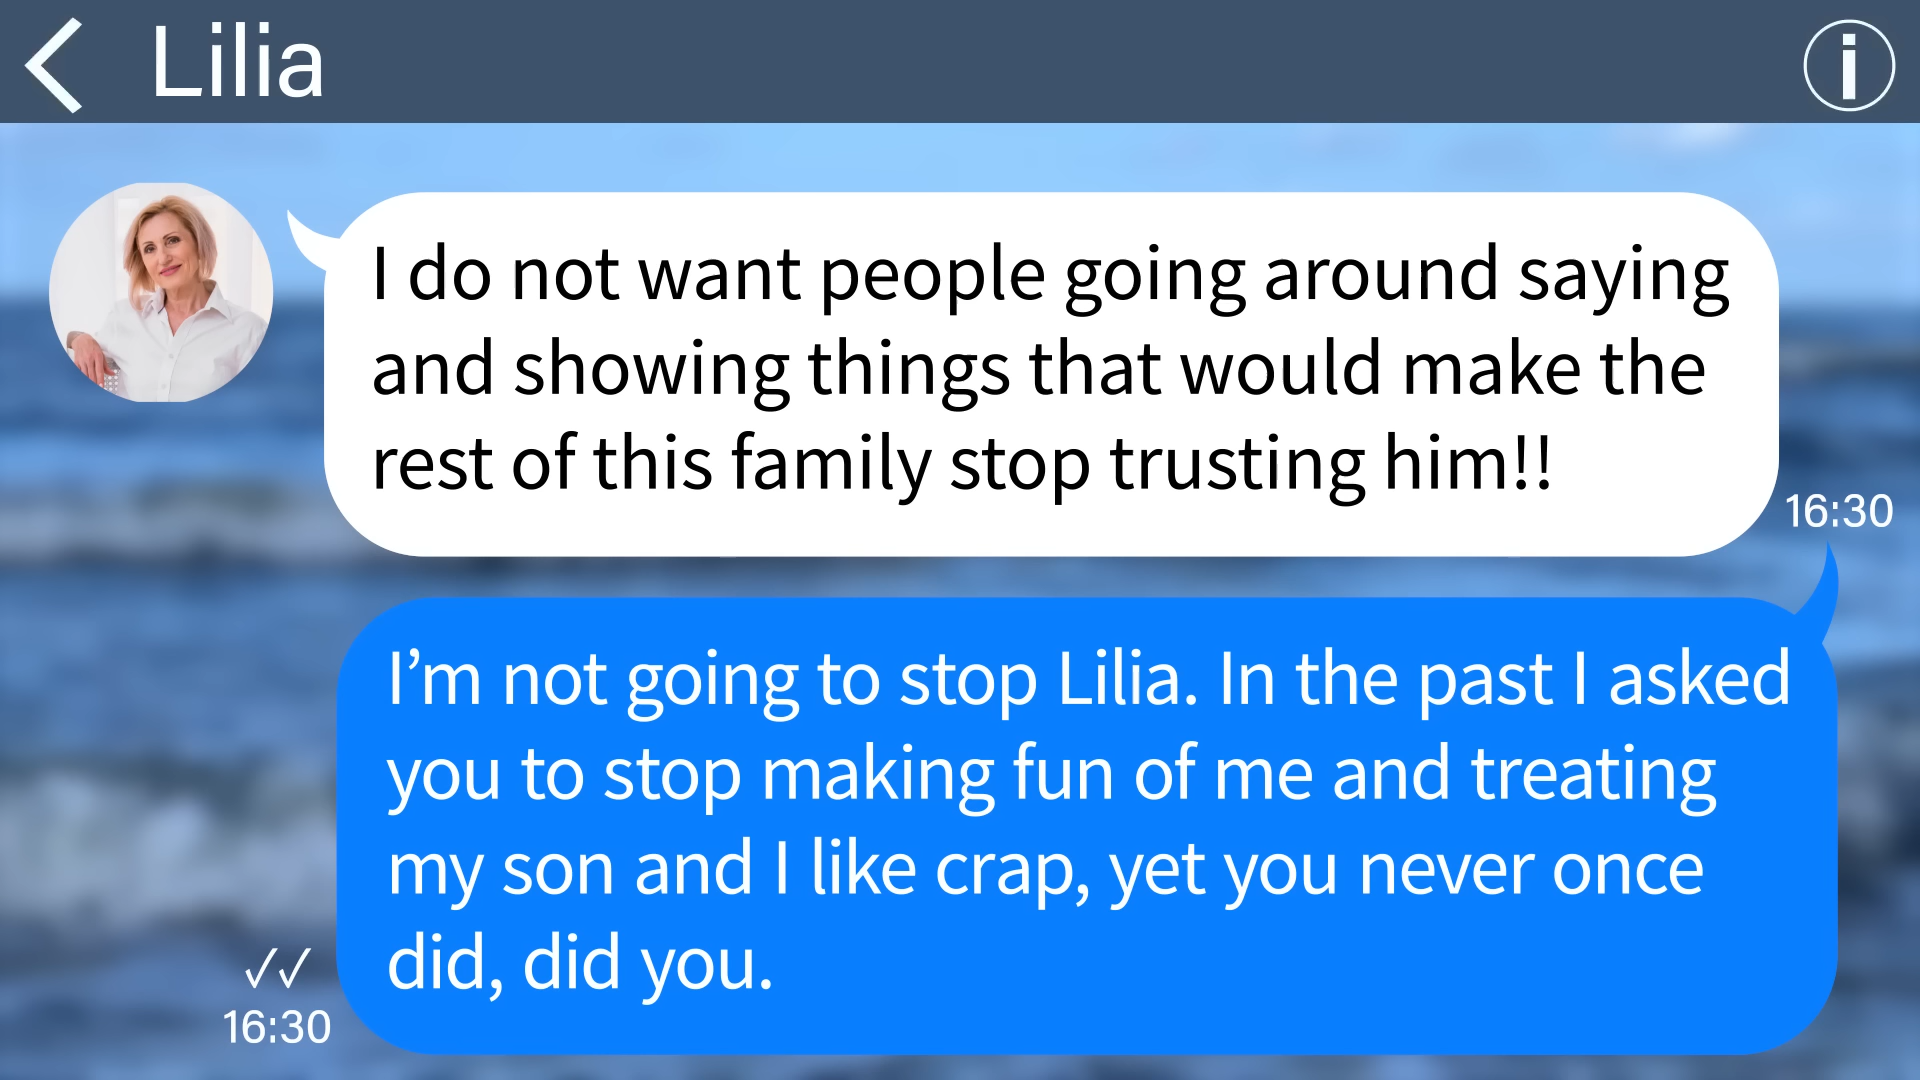 Lilia
I do not want people going around saying
and showing things that would make the
rest of this family stop trusting him!!
16:30
I’m not going to stop Lilia. In the past I asked
you to stop making fun of me and treating
my son and I like crap, yet you never once
did, did you.
16:30